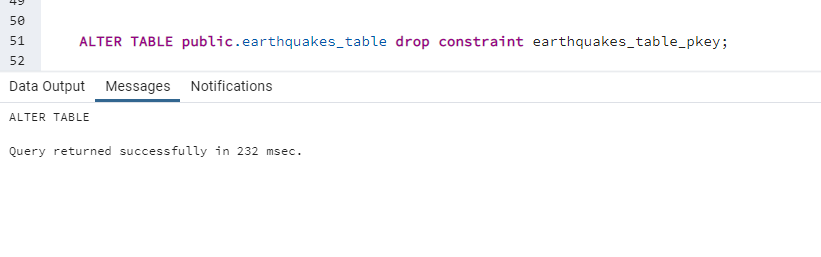 49
50
51 ALTER TABLE public.earthquakes_table drop constraint earthquakes_table_pkey;
52
Data Output Messages Notifications
ALTER TABLE
Query returned successfully in 232 msec.